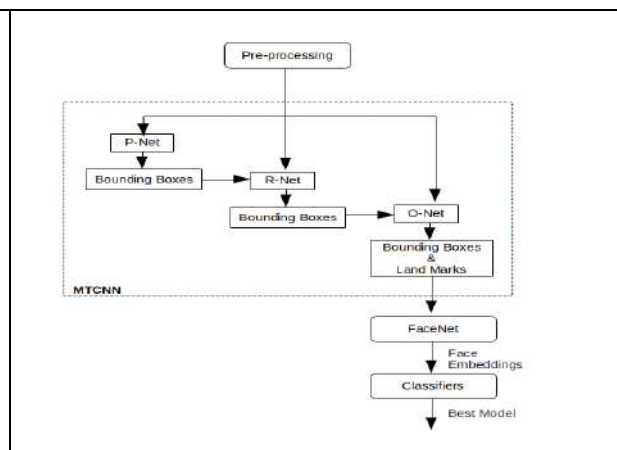 Pre-processing
P-Net
Bounding Boxes
R-Net
Bounding Boxes
O-Net
Bounding Boxes
&
Land Marks
MTCNN
FaceNet
Face
Embeddings
Classifiers
Best Model